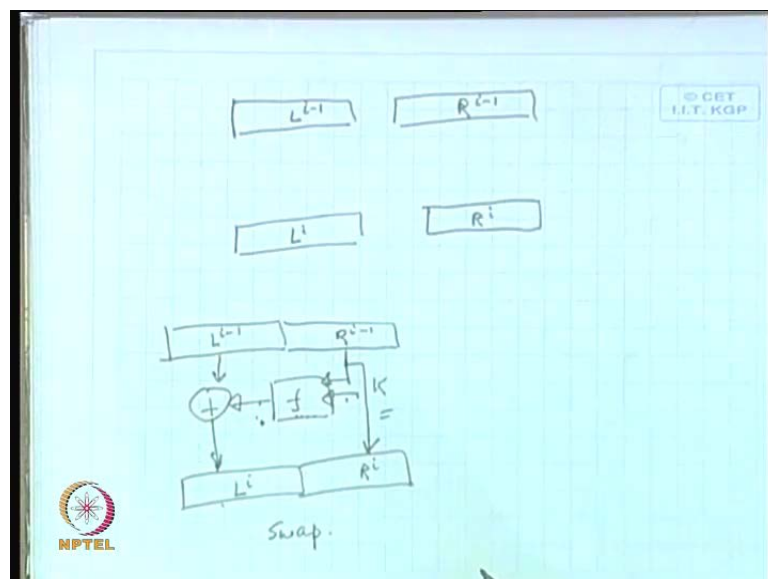 L^{i-1} R^{i-1}
© CET
I.I.T. KGP
L^i R^i
L^{i-1} R^{i-1}
+ f K
=
L^i R^i
Swap.
NPTEL